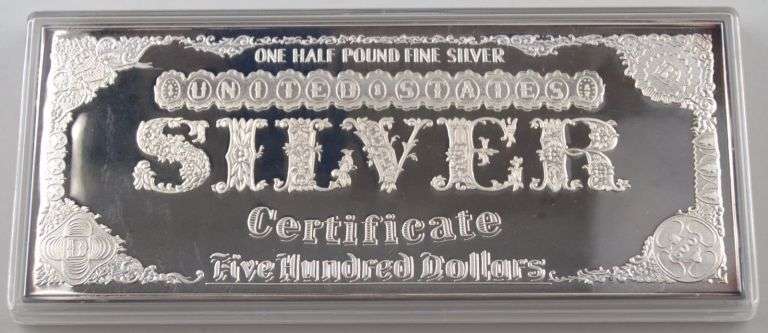 ONE HALF POUND FINE SILVER
UNITED STATES
SILVER
Certificate
Five Hundred Dollars